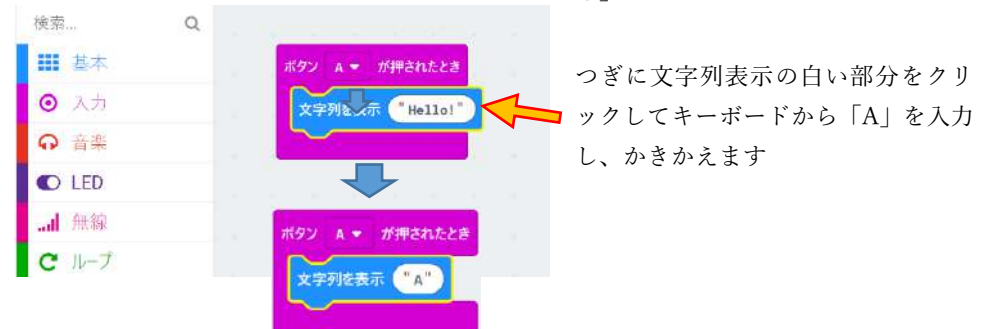 検索...
基本
入力
音楽
LED
無線
ループ
ボタン A が押されたとき
文字列を表示 "Hello!"
ボタン A が押されたとき
文字列を表示 "A"
つぎに文字列表示の白い部分をクリ
ックしてキーボードから「A」を入力
し、かきかえます